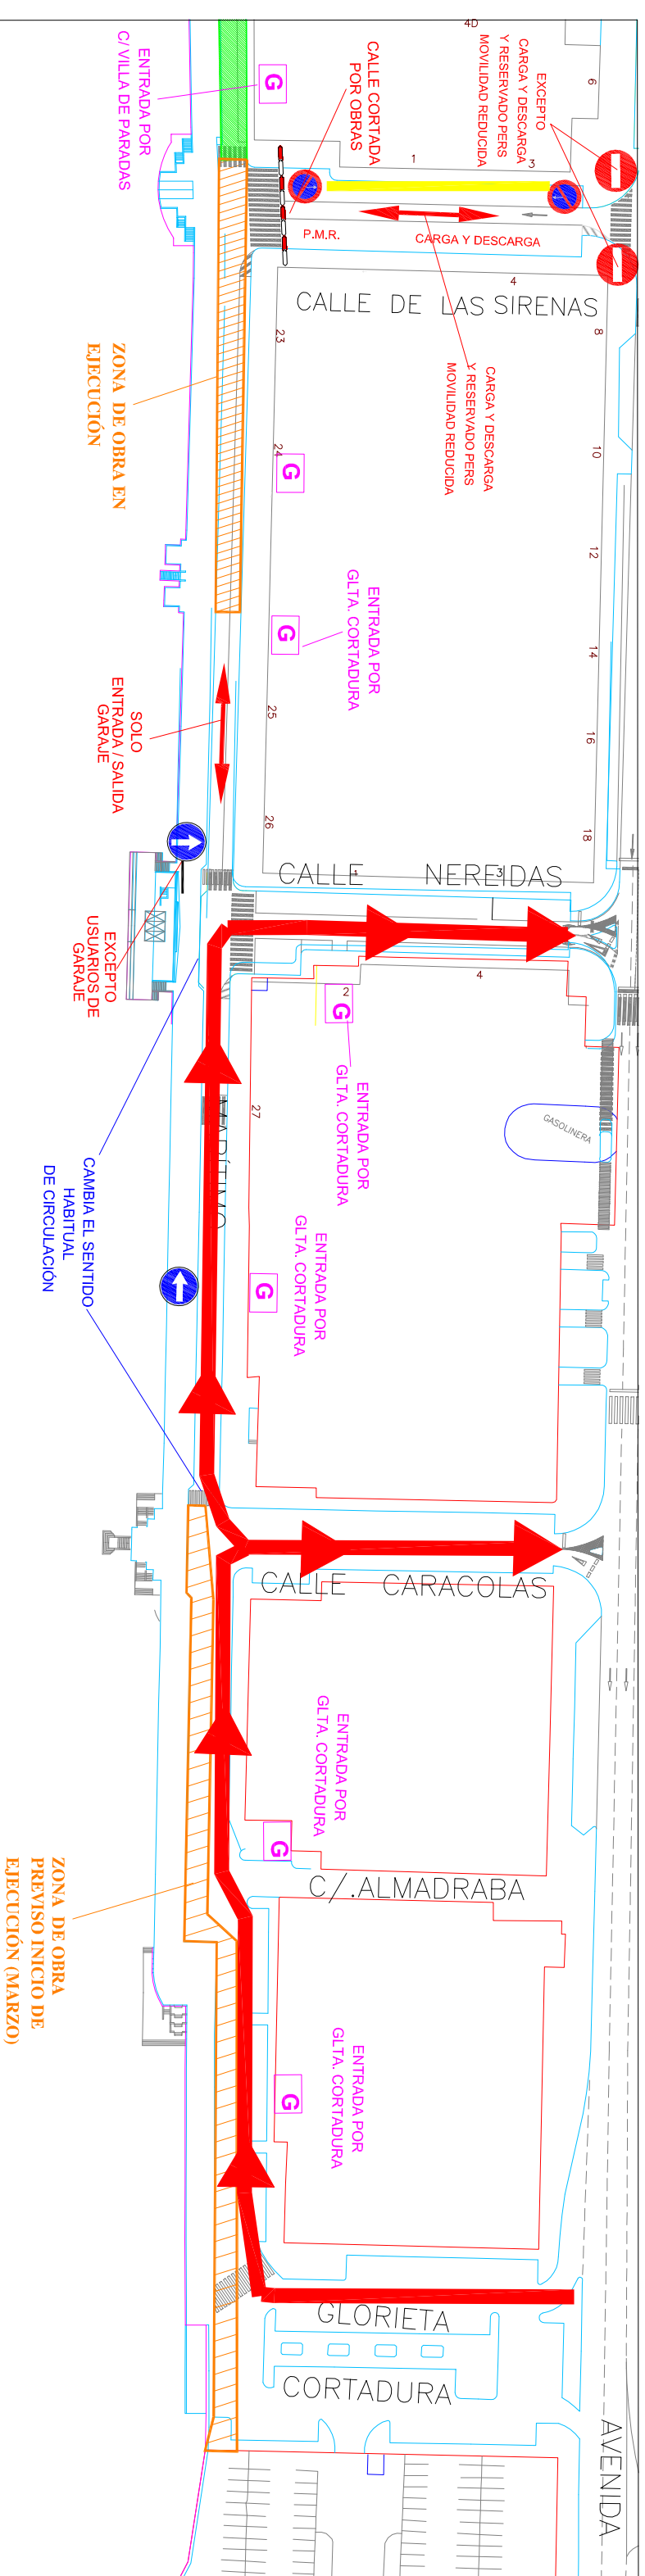 4D
6
ENTRADA POR
C/ VILLA DE PARADAS
G
CALLE CORTADA
POR OBRAS
EXCEPTO
CARGA Y DESCARGA
Y RESERVADO PERS
MOVILIDAD REDUCIDA
1
3
P.M.R.
CARGA Y DESCARGA
4
CALLE DE LAS SIRENAS
8
23
ZONA DE OBRA EN
EJECUCIÓN
CARGA Y DESCARGA
Y RESERVADO PERS
MOVILIDAD REDUCIDA
24
G
10
12
ENTRADA POR
GLTA. CORTADURA
G
14
25
16
SOLO
ENTRADA / SALIDA
GARAJE
26
18
CALLE NEREIDAS
1
3
EXCEPTO
USUARIOS DE
GARAJE
2
4
G
ENTRADA POR
GLTA. CORTADURA
27
MARÍTIMO
GASOLINERA
CAMBIA EL SENTIDO
HABITUAL
DE CIRCULACIÓN
ENTRADA POR
GLTA. CORTADURA
G
CALLE CARACOLAS
ENTRADA POR
GLTA. CORTADURA
G
C/.ALMADRABA
ZONA DE OBRA
PREVISO INICIO DE
EJECUCIÓN (MARZO)
ENTRADA POR
GLTA. CORTADURA
G
GLORIETA
CORTADURA
AVENIDA